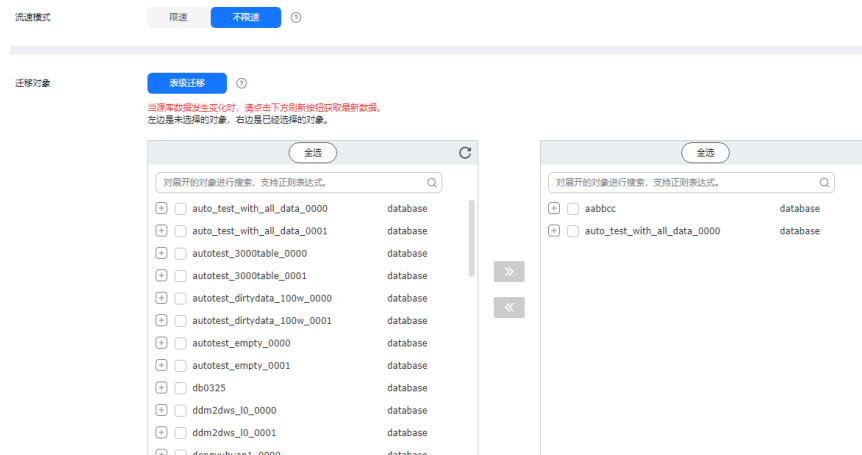 流速模式 限速 不限速
迁移对象 表级迁移
当源库数据发生变化时，请点击下方刷新按钮获取最新数据。
左边是未选择的对象，右边是已经选择的对象。
全选
对展开的对象进行搜索，支持正则表达式。
auto_test_with_all_data_0000 database
auto_test_with_all_data_0001 database
autotest_3000table_0000 database
autotest_3000table_0001 database
autotest_dirtydata_100w_0000 database
autotest_dirtydata_100w_0001 database
autotest_empty_0000 database
autotest_empty_0001 database
db0325 database
ddm2dws_l0_0000 database
ddm2dws_l0_0001 database
全选
对展开的对象进行搜索，支持正则表达式。
aabbcc database
auto_test_with_all_data_0000 database